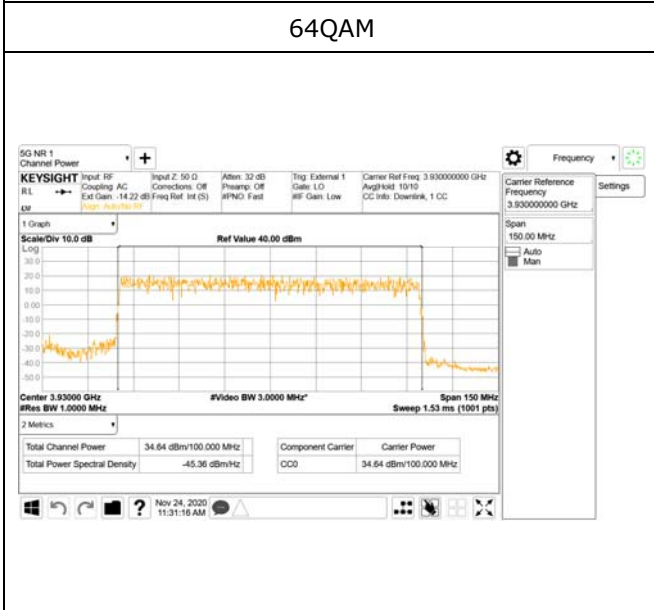 64QAM
5G NR 1
Channel Power
Frequency
KEYSIGHT
Input: RF
Input Z: 50 Ω
Atten: 32 dB
Trig: External 1
Carrier Ref Freq: 3.930000000 GHz
RL
Coupling: AC
Corrections: Off
Preamp: Off
Gate: LO
Avg|Hold: 10/10
Ext Gain: -14.22 dB
Freq Ref: Int (S)
#PNO: Fast
#IF Gain: Low
CC Info: Downlink, 1 CC
Align: Auto/No RF
Carrier Reference
Frequency
3.930000000 GHz
Settings
Span
150.00 MHz
Auto
Man
1 Graph
Scale/Div 10.0 dB
Ref Value 40.00 dBm
Log
30.0
20.0
10.0
0.00
-10.0
-20.0
-30.0
-40.0
-50.0
Center 3.93000 GHz
#Video BW 3.0000 MHz*
Span 150 MHz
#Res BW 1.0000 MHz
Sweep 1.53 ms (1001 pts)
2 Metrics
Total Channel Power
34.64 dBm/100.000 MHz
Component Carrier
Carrier Power
Total Power Spectral Density
-45.36 dBm/Hz
CC0
34.64 dBm/100.000 MHz
Nov 24, 2020
11:31:16 AM